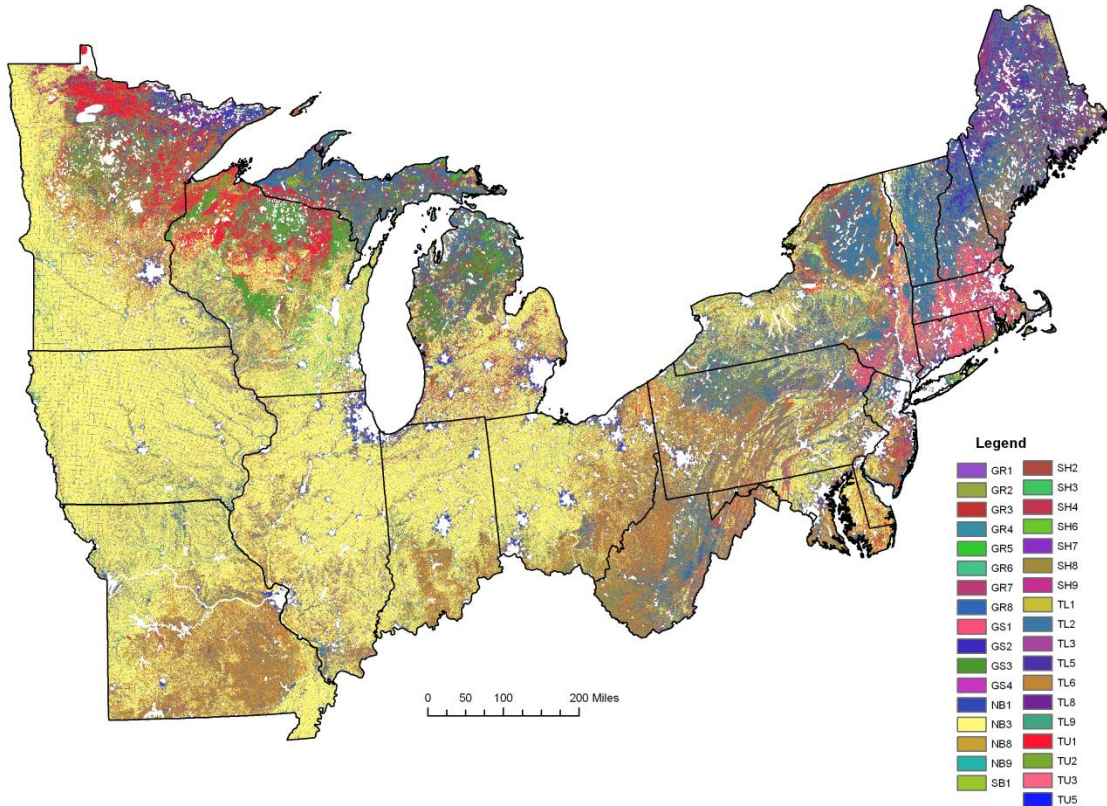 0 50 100 200 Miles
Legend
GR1
GR2
GR3
GR4
GR5
GR6
GR7
GR8
GS1
GS2
GS3
GS4
NB1
NB3
NB8
NB9
SB1
SH2
SH3
SH4
SH6
SH7
SH8
SH9
TL1
TL2
TL3
TL5
TL6
TL8
TL9
TU1
TU2
TU3
TU5